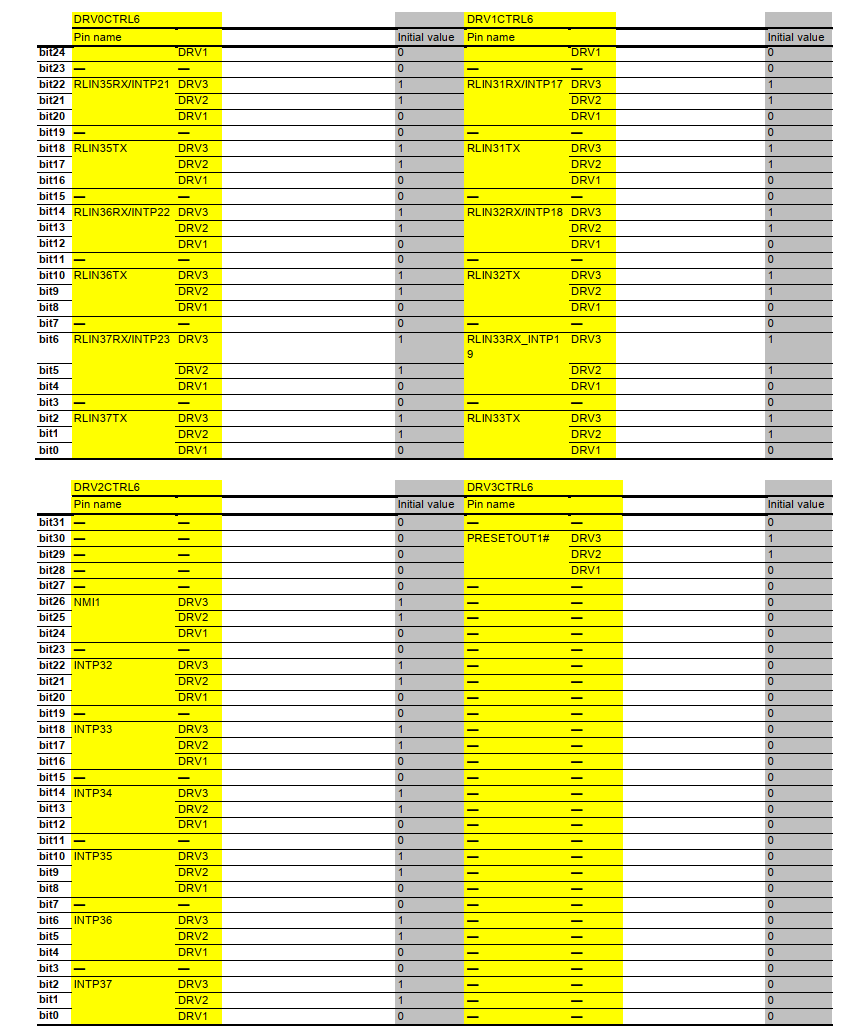 DRV0CTRL6 DRV1CTRL6
Pin name Initial value Pin name Initial value
bit24 DRV1 0 DRV1 0
bit23 — — 0 — — 0
bit22 RLIN35RX/INTP21 DRV3 1 RLIN31RX/INTP17 DRV3 1
bit21 DRV2 1 DRV2 1
bit20 DRV1 0 DRV1 0
bit19 — — 0 — — 0
bit18 RLIN35TX DRV3 1 RLIN31TX DRV3 1
bit17 DRV2 1 DRV2 1
bit16 DRV1 0 DRV1 0
bit15 — — 0 — — 0
bit14 RLIN36RX/INTP22 DRV3 1 RLIN32RX/INTP18 DRV3 1
bit13 DRV2 1 DRV2 1
bit12 DRV1 0 DRV1 0
bit11 — — 0 — — 0
bit10 RLIN36TX DRV3 1 RLIN32TX DRV3 1
bit9 DRV2 1 DRV2 1
bit8 DRV1 0 DRV1 0
bit7 — — 0 — — 0
bit6 RLIN37RX/INTP23 DRV3 1 RLIN33RX_INTP1 DRV3 1
9
bit5 DRV2 1 DRV2 1
bit4 DRV1 0 DRV1 0
bit3 — — 0 — — 0
bit2 RLIN37TX DRV3 1 RLIN33TX DRV3 1
bit1 DRV2 1 DRV2 1
bit0 DRV1 0 DRV1 0
DRV2CTRL6 DRV3CTRL6
Pin name Initial value Pin name Initial value
bit31 — — 0 — — 0
bit30 — — 0 PRESETOUT1# DRV3 1
bit29 — — 0 DRV2 1
bit28 — — 0 DRV1 0
bit27 — — 0 — — 0
bit26 NMI1 DRV3 1 — — 0
bit25 DRV2 1 — — 0
bit24 DRV1 0 — — 0
bit23 — — 0 — — 0
bit22 INTP32 DRV3 1 — — 0
bit21 DRV2 1 — — 0
bit20 DRV1 0 — — 0
bit19 — — 0 — — 0
bit18 INTP33 DRV3 1 — — 0
bit17 DRV2 1 — — 0
bit16 DRV1 0 — — 0
bit15 — — 0 — — 0
bit14 INTP34 DRV3 1 — — 0
bit13 DRV2 1 — — 0
bit12 DRV1 0 — — 0
bit11 — — 0 — — 0
bit10 INTP35 DRV3 1 — — 0
bit9 DRV2 1 — — 0
bit8 DRV1 0 — — 0
bit7 — — 0 — — 0
bit6 INTP36 DRV3 1 — — 0
bit5 DRV2 1 — — 0
bit4 DRV1 0 — — 0
bit3 — — 0 — — 0
bit2 INTP37 DRV3 1 — — 0
bit1 DRV2 1 — — 0
bit0 DRV1 0 — — 0